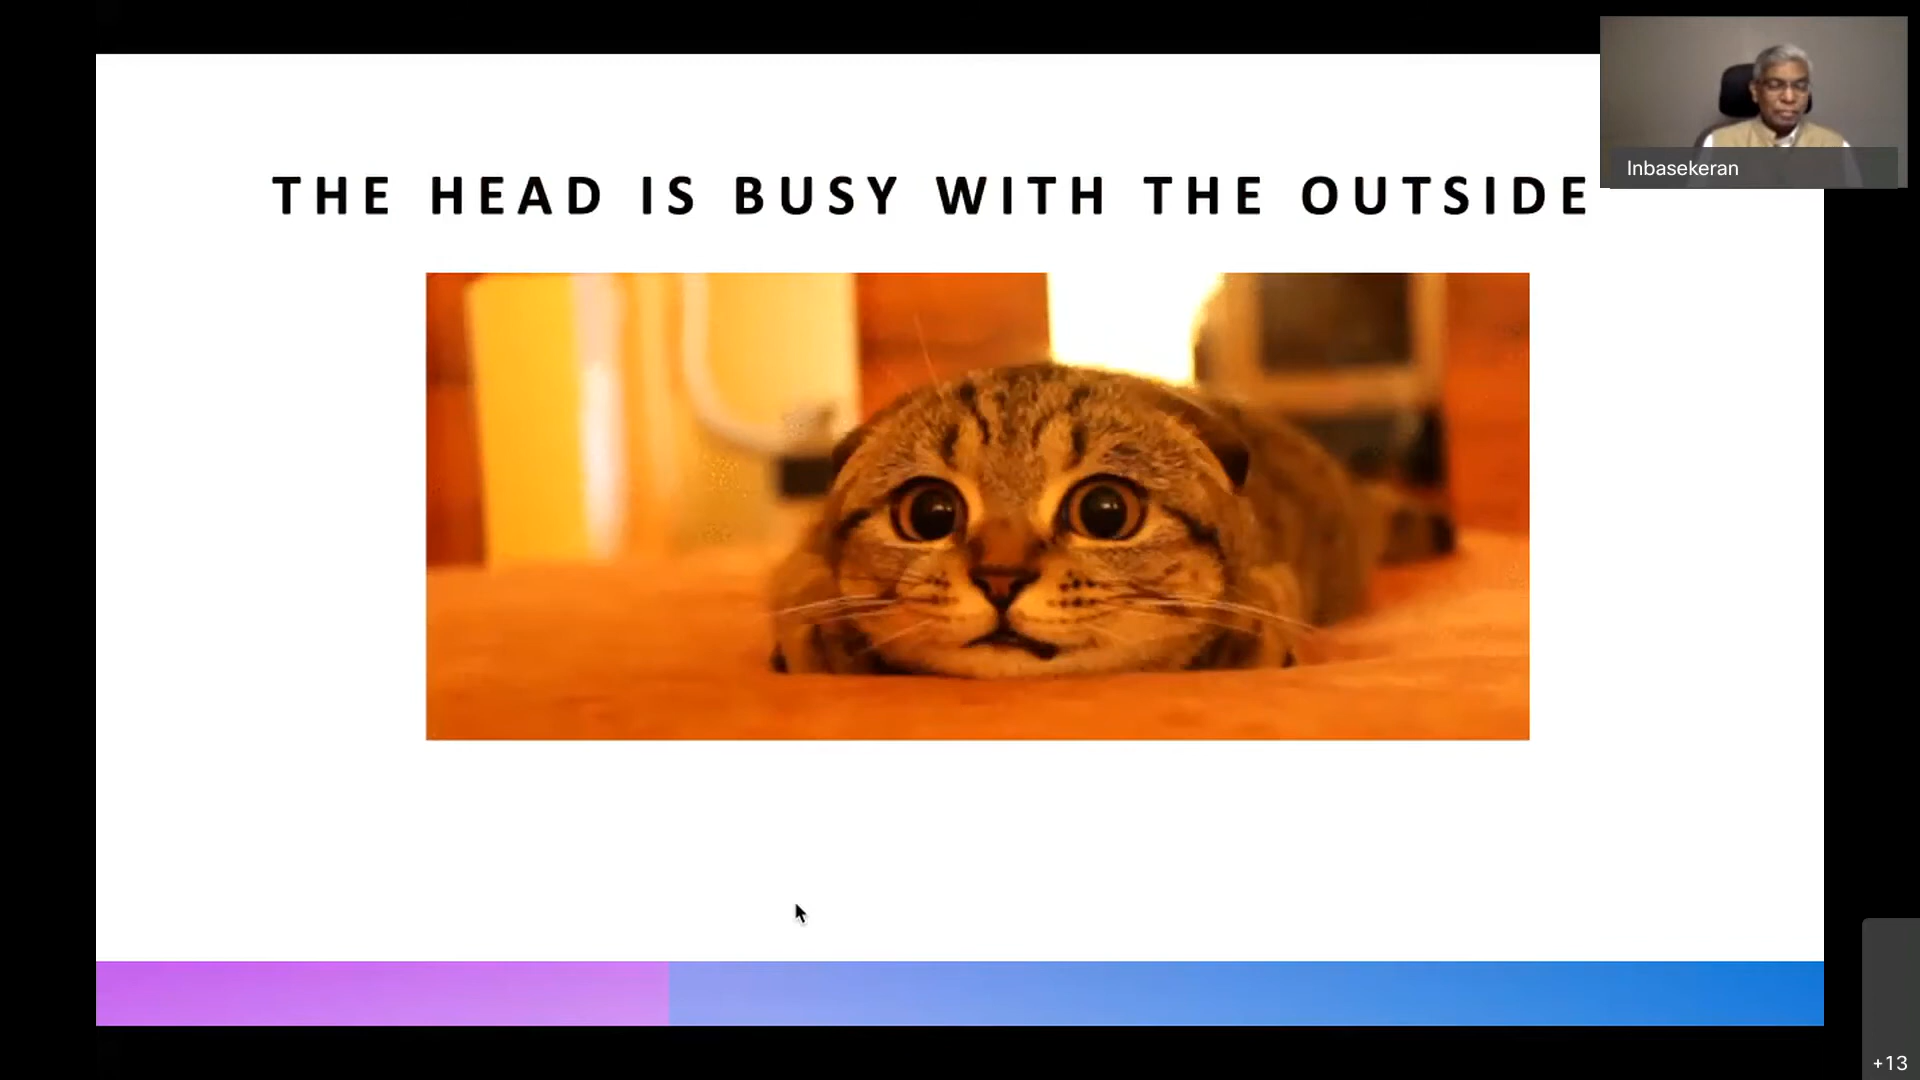 THE HEAD IS BUSY WITH THE OUTSIDE
Inbasekeran
+13